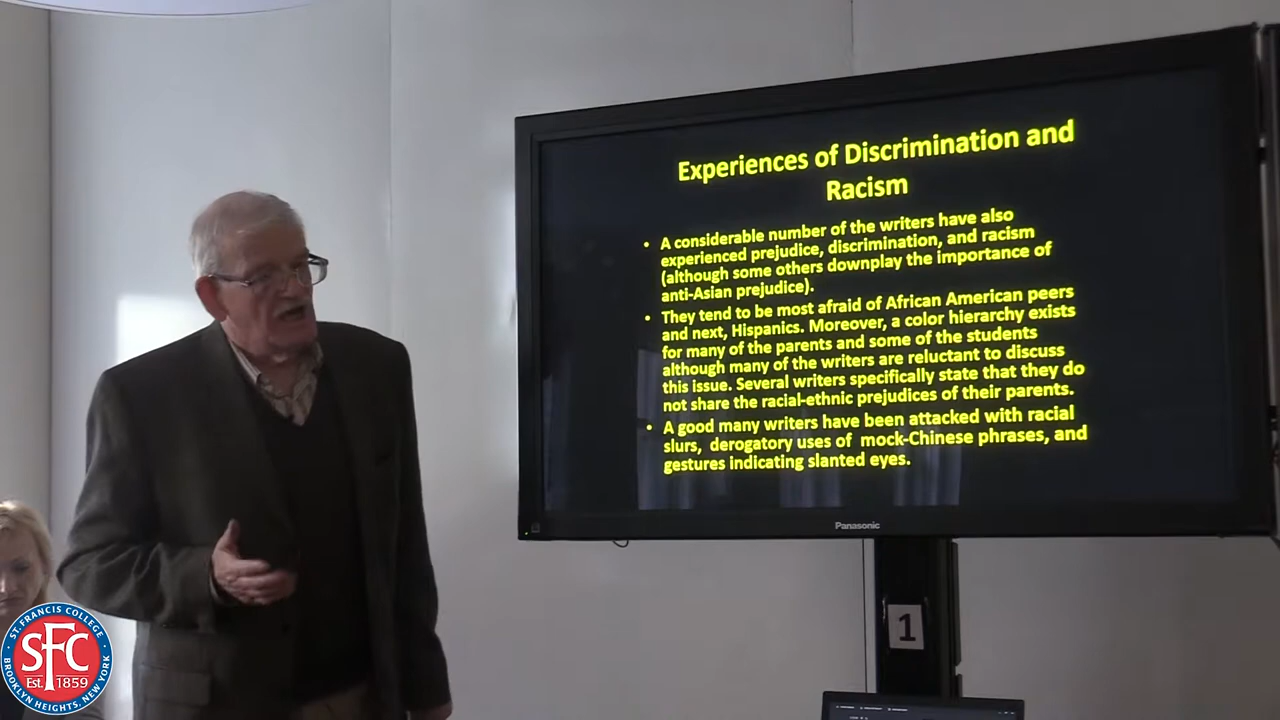 Experiences of Discrimination and
Racism
• A considerable number of the writers have also
experienced prejudice, discrimination, and racism
(although some others downplay the importance of
anti-Asian prejudice).
• They tend to be most afraid of African American peers
and next, Hispanics. Moreover, a color hierarchy exists
for many of the parents and some of the students
although many of the writers are reluctant to discuss
this issue. Several writers specifically state that they do
not share the racial-ethnic prejudices of their parents.
• A good many writers have been attacked with racial
slurs, derogatory uses of mock-Chinese phrases, and
gestures indicating slanted eyes.
Panasonic
1
ST. FRANCIS COLLEGE
SFC
EST. 1859
BROOKLYN HEIGHTS, NEW YORK